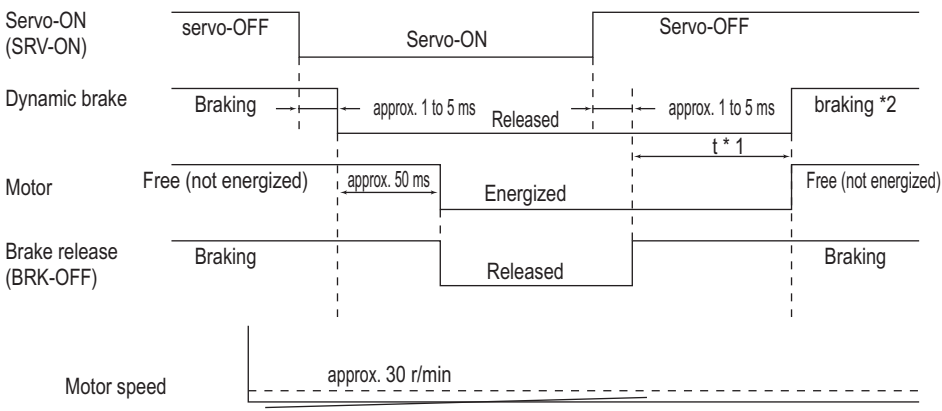 Servo-ON
(SRV-ON)
servo-OFF
Servo-ON
Servo-OFF
Dynamic brake
Braking
approx. 1 to 5 ms
Released
approx. 1 to 5 ms
braking *2
t * 1
Motor
Free (not energized)
approx. 50 ms
Energized
Free (not energized)
Brake release
(BRK-OFF)
Braking
Released
Braking
Motor speed
approx. 30 r/min